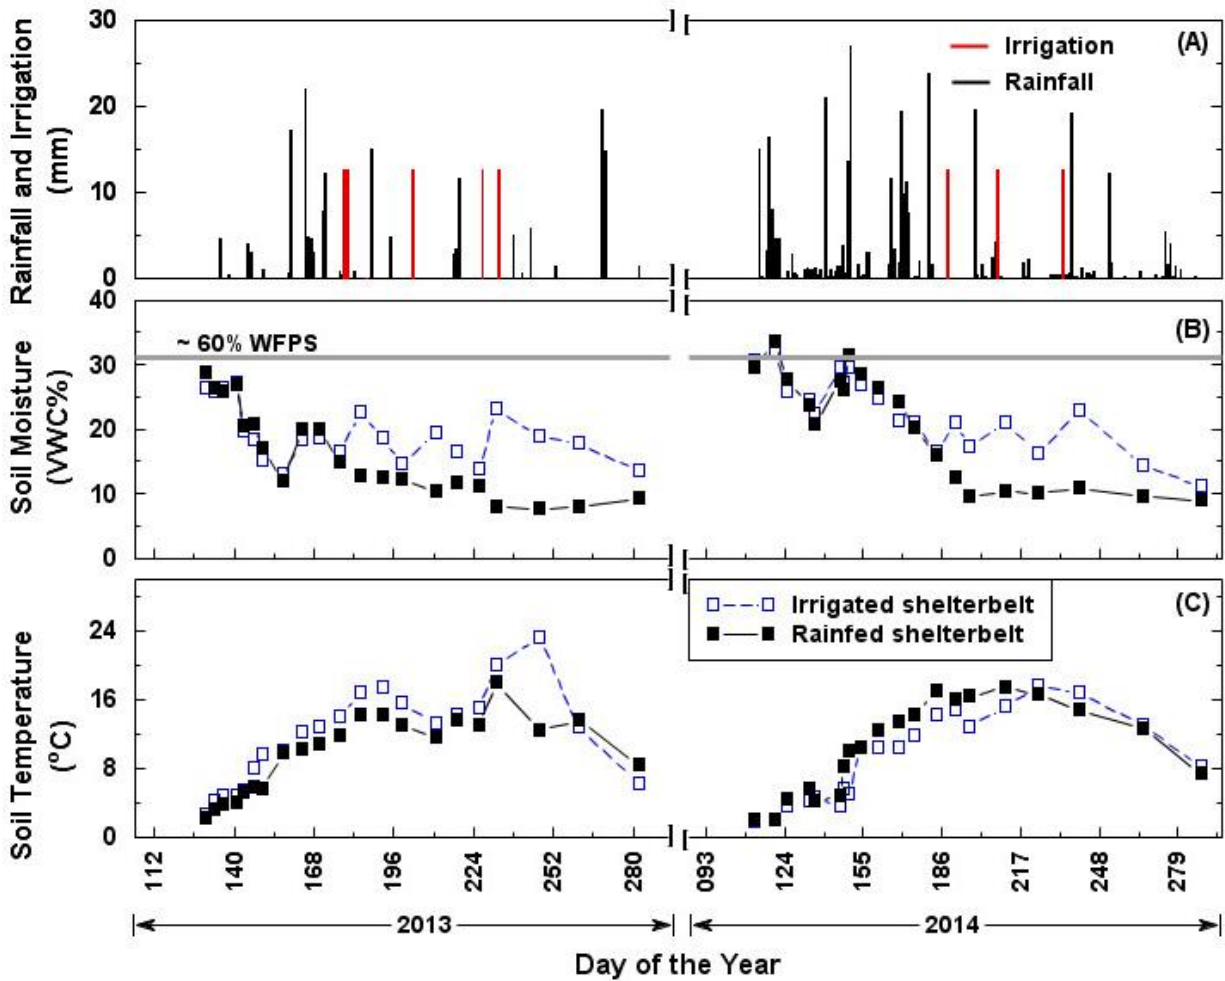 Rainfall and Irrigation
(mm)
30
20
10
0
(A)
Irrigation
Rainfall
Soil Moisture
(VWC%)
40
30
20
10
0
~ 60% WFPS
(B)
Soil Temperature
(°C)
24
16
8
0
Irrigated shelterbelt
Rainfed shelterbelt
(C)
112 140 168 196 224 252 280 093 124 155 186 217 248 279
2013 2014
Day of the Year